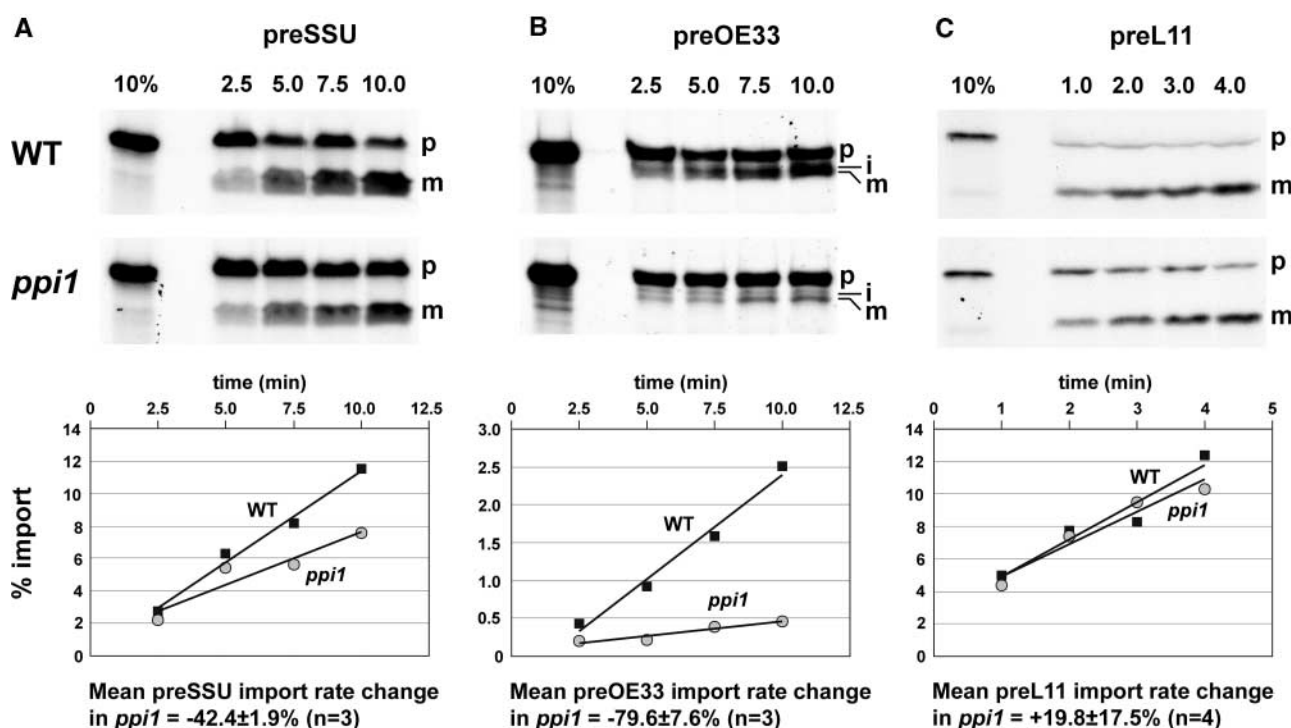 A preSSU B preOE33 C preL11
10% 2.5 5.0 7.5 10.0 10% 2.5 5.0 7.5 10.0 10% 1.0 2.0 3.0 4.0
WT p m p i m p m
ppi1 p m p i m p m
time (min) time (min) time (min)
0 2.5 5.0 7.5 10.0 12.5 0 2.5 5.0 7.5 10.0 12.5 0 1 2 3 4 5
% import
14 12 10 8 6 4 2 0
WT
ppi1
3.0 2.5 2.0 1.5 1.0 0.5 0
WT
ppi1
14 12 10 8 6 4 2 0
WT
ppi1
Mean preSSU import rate change
in ppi1 = -42.4±1.9% (n=3)
Mean preOE33 import rate change
in ppi1 = -79.6±7.6% (n=3)
Mean preL11 import rate change
in ppi1 = +19.8±17.5% (n=4)